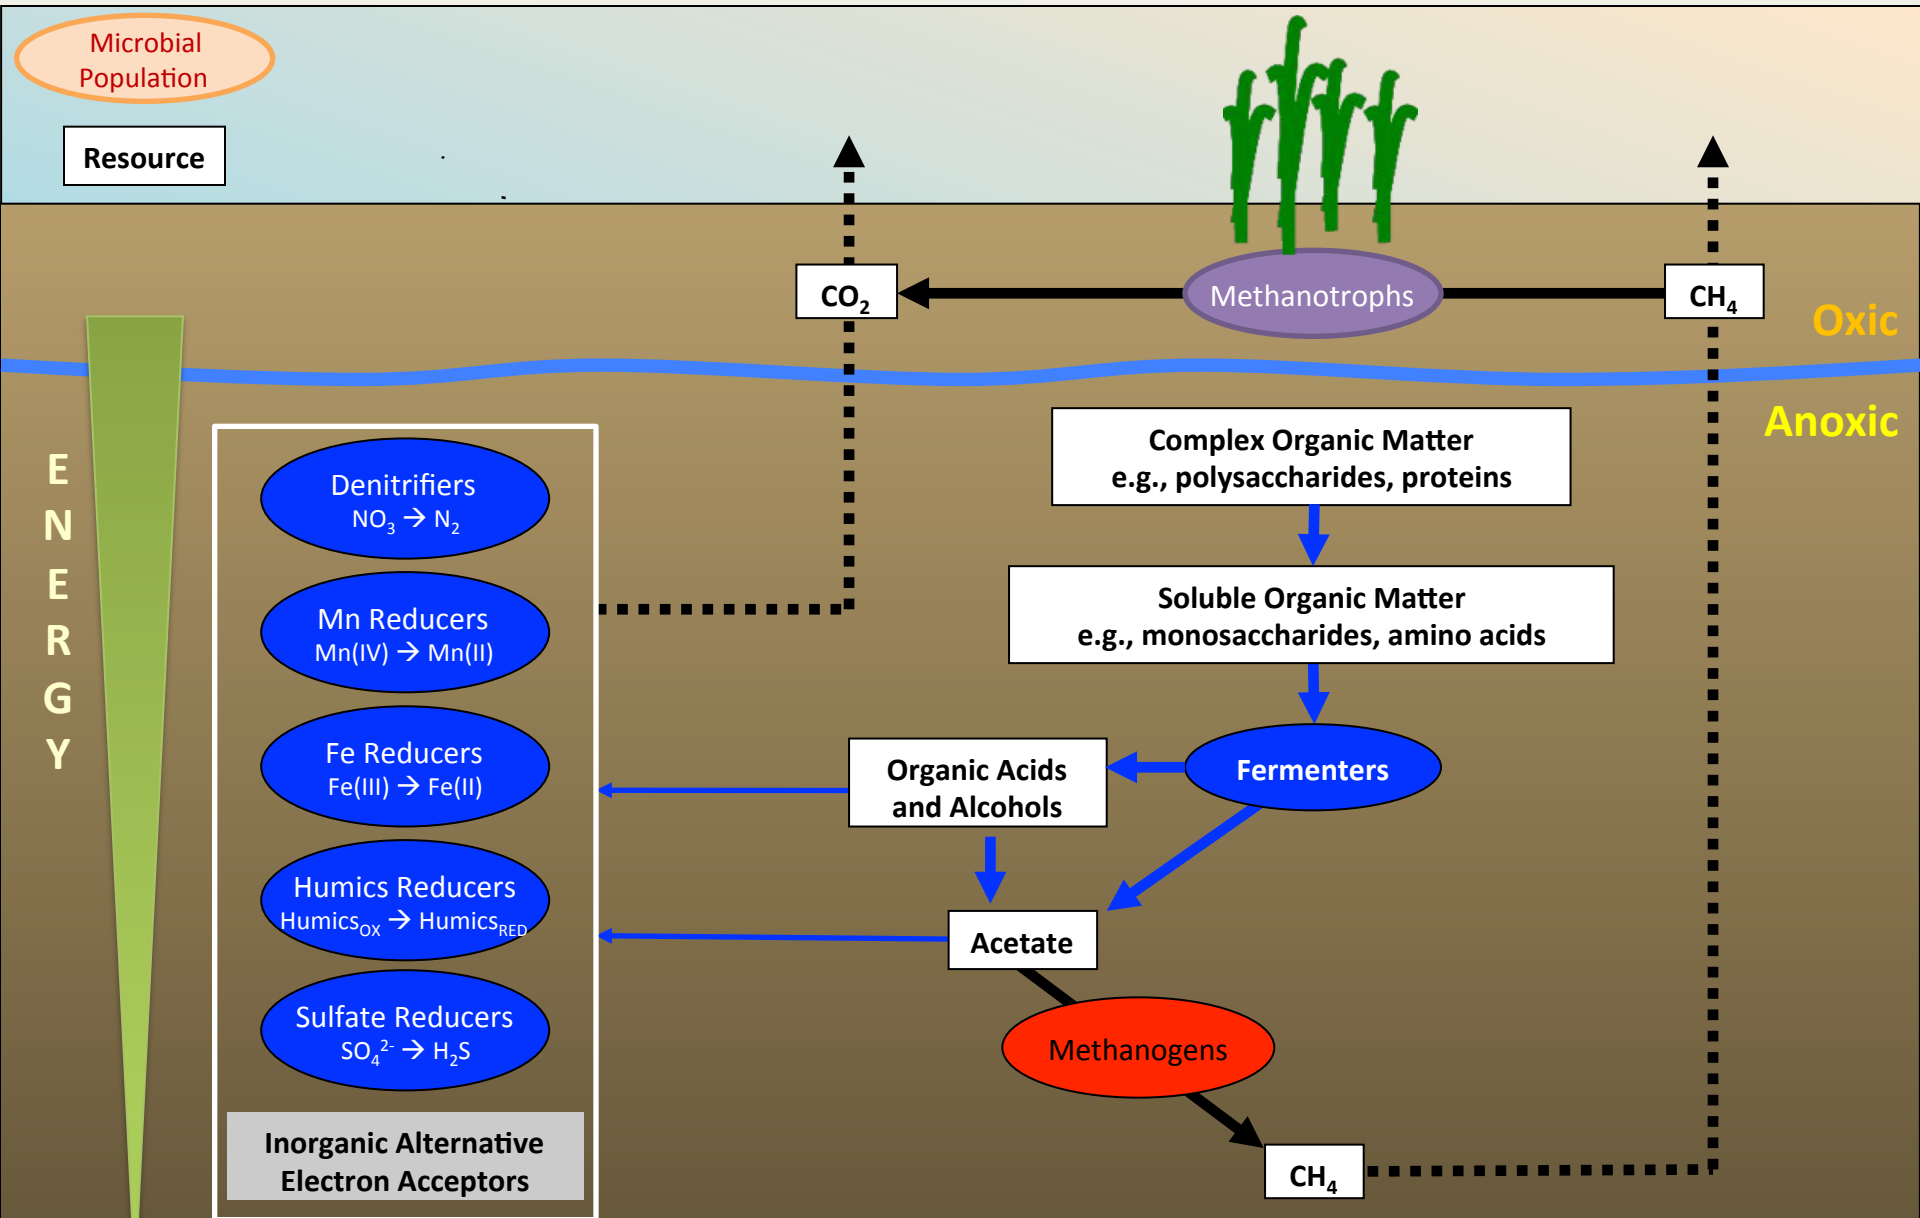 Microbial
Population
Resource
CO₂
Methanotrophs
CH₄
Oxic
Anoxic
E
N
E
R
G
Y
Denitrifiers
NO₃ → N₂
Mn Reducers
Mn(IV) → Mn(II)
Fe Reducers
Fe(III) → Fe(II)
Humics Reducers
Humics_OX → Humics_RED
Sulfate Reducers
SO₄²⁻ → H₂S
Inorganic Alternative
Electron Acceptors
Complex Organic Matter
e.g., polysaccharides, proteins
Soluble Organic Matter
e.g., monosaccharides, amino acids
Fermenters
Organic Acids
and Alcohols
Acetate
Methanogens
CH₄